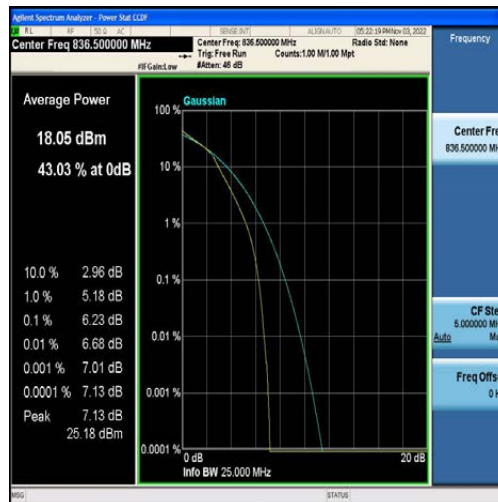 Agilent Spectrum Analyzer - Power Stat CCDF
RL RF 50 Ω AC SENSE:INT ALIGNAUTO 05:22:19 PM Nov 03, 2022
Center Freq 836.500000 MHz
Center Freq: 836.500000 MHz Radio Std: None
Trig: Free Run Counts:1.00 M/1.00 Mpt
#IFGain:Low #Atten: 46 dB
Frequency
Average Power
18.05 dBm
43.03 % at 0dB
10.0 % 2.96 dB
1.0 % 5.18 dB
0.1 % 6.23 dB
0.01 % 6.68 dB
0.001 % 7.01 dB
0.0001 % 7.13 dB
Peak 7.13 dB
25.18 dBm
Gaussian
100 %
10 %
1 %
0.1 %
0.01 %
0.001 %
0.0001 %
0 dB 20 dB
Info BW 25.000 MHz
Center Fre
836.500000 MH
CF Ste
5.000000 MH
Auto Ma
Freq Offs
0 H
MSG STATUS